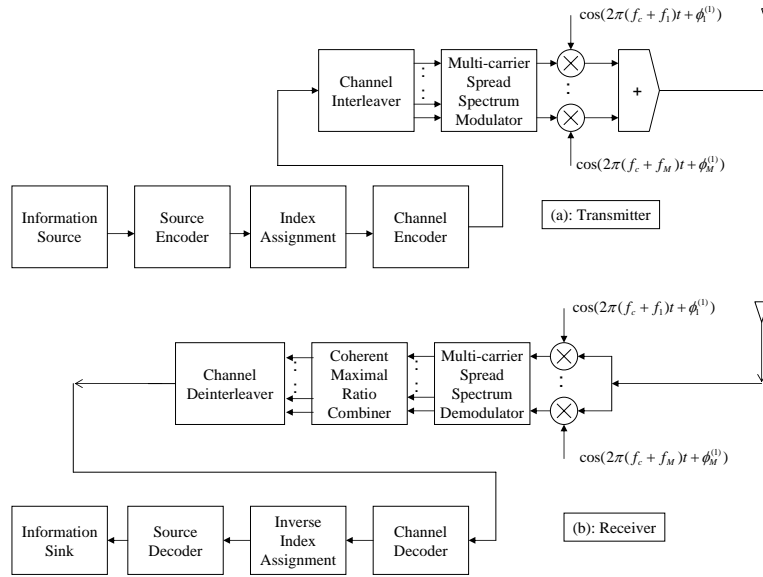 cos(2π(f_c + f_1)t + ϕ_1^(1))
Channel
Interleaver
Multi-carrier
Spread
Spectrum
Modulator
+
cos(2π(f_c + f_M)t + ϕ_M^(1))
Information
Source
Source
Encoder
Index
Assignment
Channel
Encoder
(a): Transmitter
cos(2π(f_c + f_1)t + ϕ_1^(1))
Channel
Deinterleaver
Coherent
Maximal
Ratio
Combiner
Multi-carrier
Spread
Spectrum
Demodulator
cos(2π(f_c + f_M)t + ϕ_M^(1))
Information
Sink
Source
Decoder
Inverse
Index
Assignment
Channel
Decoder
(b): Receiver